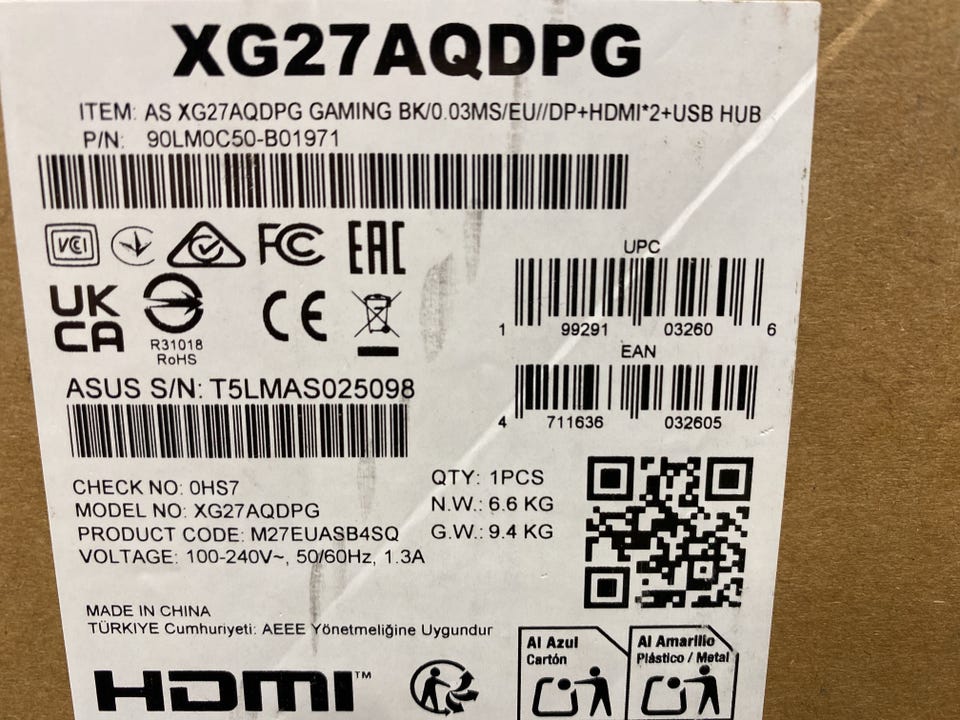 XG27AQDPG
ITEM: AS XG27AQDPG GAMING BK/0.03MS/EU//DP+HDMI*2+USB HUB
P/N: 90LM0C50-B01971
VCCI
FC
EAC
UK
CA
R31018
RoHS
CE
UPC
1 99291 03260 6
EAN
4 711636 032605
ASUS S/N: T5LMAS025098
CHECK NO: 0HS7
MODEL NO: XG27AQDPG
PRODUCT CODE: M27EUASB4SQ
VOLTAGE: 100-240V~, 50/60Hz, 1.3A
QTY: 1PCS
N.W.: 6.6 KG
G.W.: 9.4 KG
MADE IN CHINA
TÜRKIYE Cumhuriyeti: AEEE Yönetmeliğine Uygundur
HDMI™
Al Azul
Cartón
Al Amarillo
Plástico / Metal